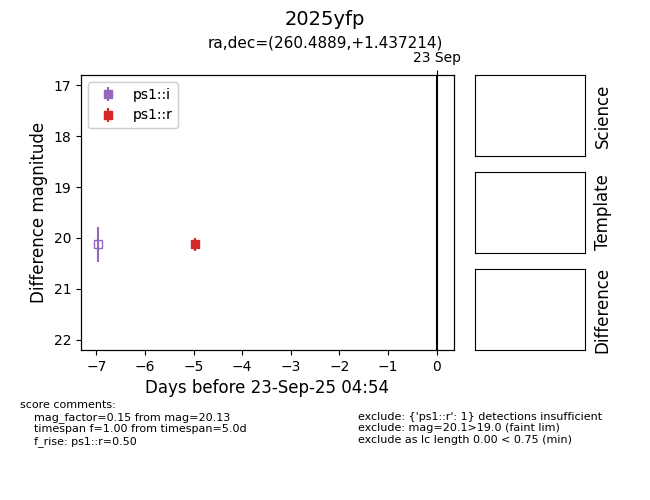 2025yfp
ra,dec=(260.4889,+1.437214)
23 Sep
ps1::i
ps1::r
17
18
19
20
21
22
Difference magnitude
−7
−6
−5
−4
−3
−2
−1
0
Days before 23-Sep-25 04:54
Science
Template
Difference
score comments:
mag_factor=0.15 from mag=20.13
timespan f=1.00 from timespan=5.0d
f_rise: ps1::r=0.50
exclude: {'ps1::r': 1} detections insufficient
exclude: mag=20.1>19.0 (faint lim)
exclude as lc length 0.00 < 0.75 (min)